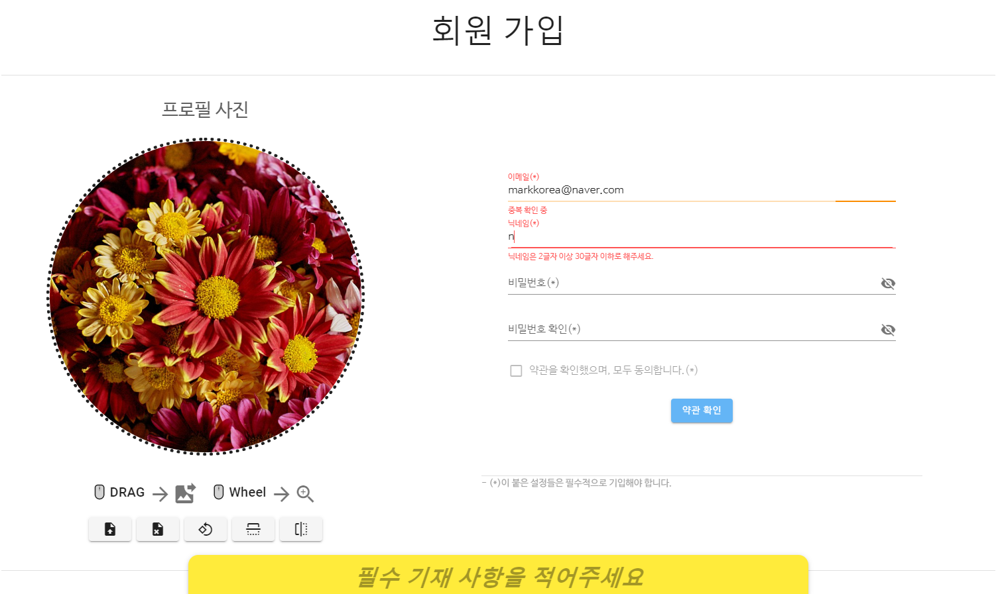 회원 가입
프로필 사진
이메일(*)
markkorea@naver.com
중복 확인 중
닉네임(*)
n
닉네임은 2글자 이상 30글자 이하로 해주세요.
비밀번호(*)
비밀번호 확인(*)
약관을 확인했으며, 모두 동의합니다.(*)
약관 확인
- (*)이 붙은 설정들은 필수적으로 기입해야 합니다.
DRAG
Wheel
필수 기재 사항을 적어주세요